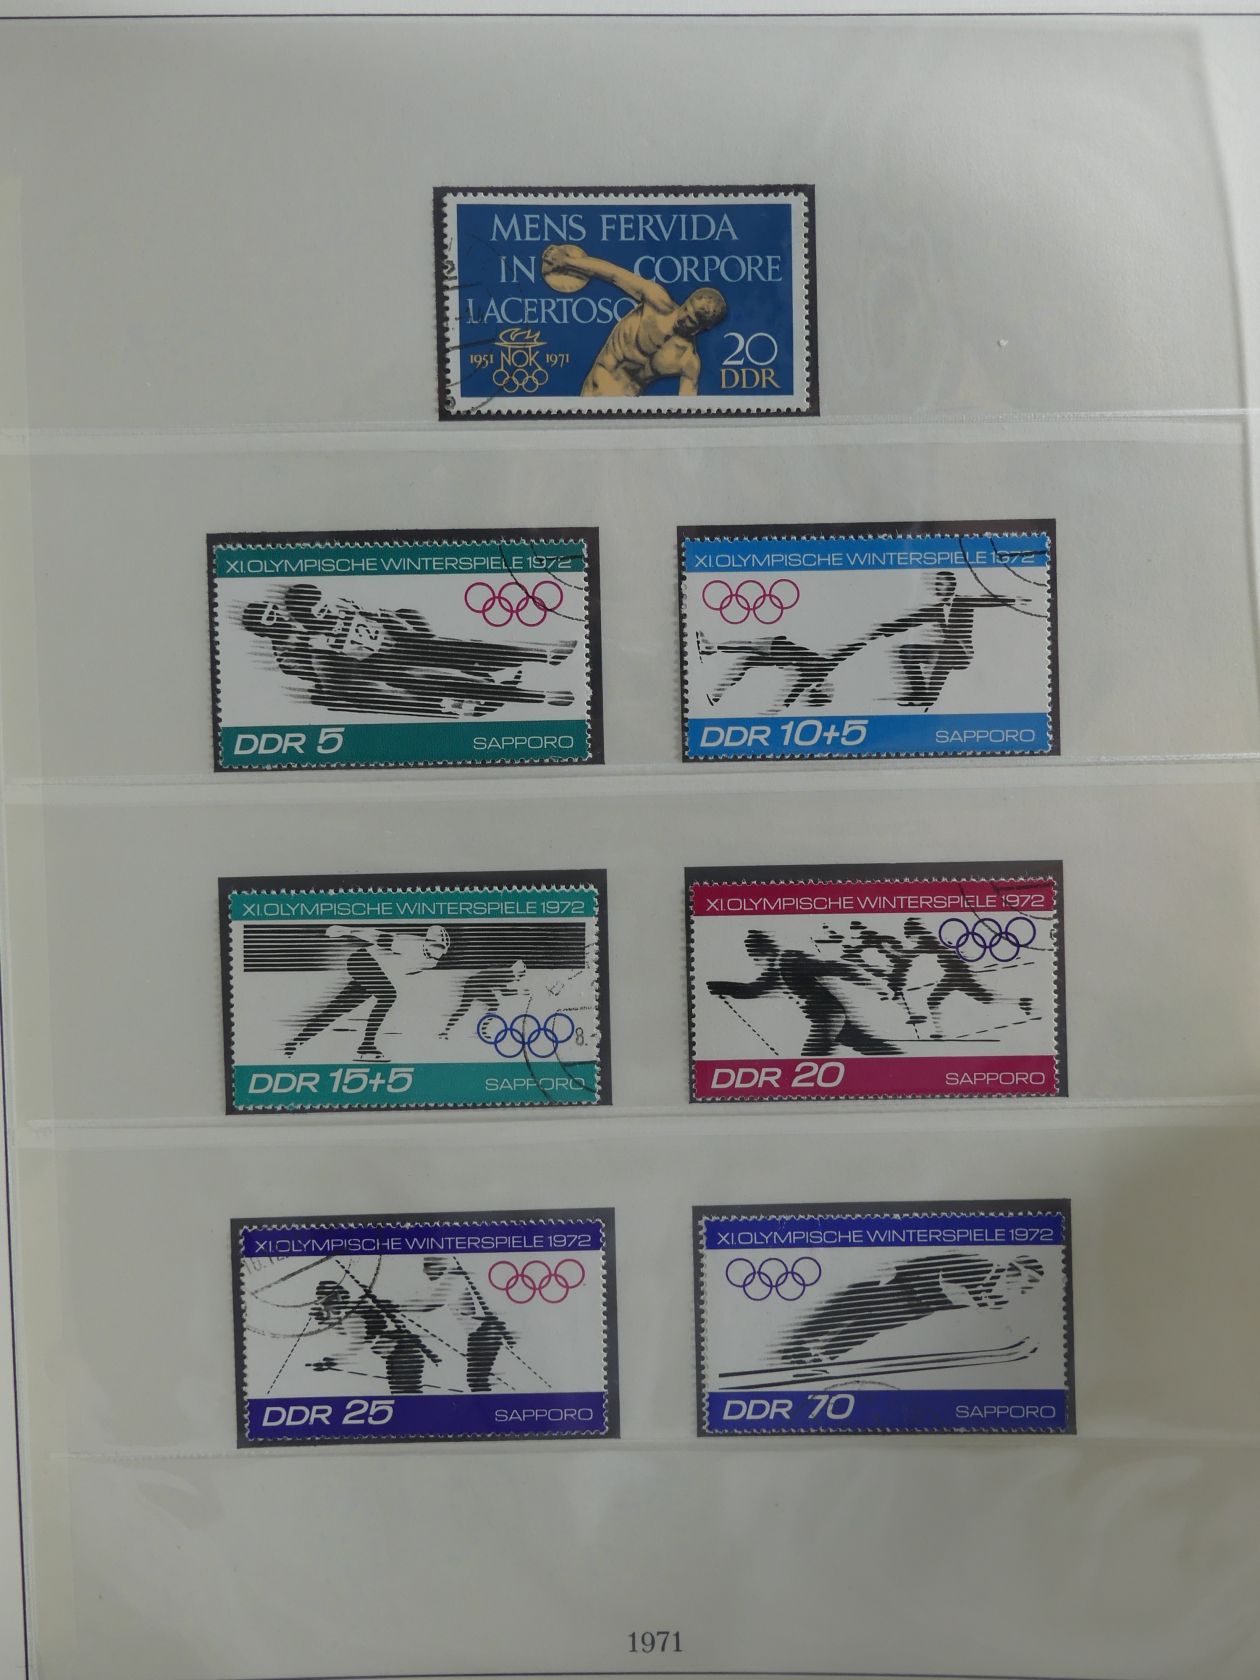 MENS FERVIDA
IN CORPORE
LACERTOSO
1951 NOK 1971
20
DDR
XI. OLYMPISCHE WINTERSPIELE 1972
DDR 5 SAPPORO
XI. OLYMPISCHE WINTERSPIELE 1972
DDR 10+5 SAPPORO
XI. OLYMPISCHE WINTERSPIELE 1972
DDR 15+5 SAPPORO
XI. OLYMPISCHE WINTERSPIELE 1972
DDR 20 SAPPORO
XI. OLYMPISCHE WINTERSPIELE 1972
DDR 25 SAPPORO
XI. OLYMPISCHE WINTERSPIELE 1972
DDR 70 SAPPORO
1971